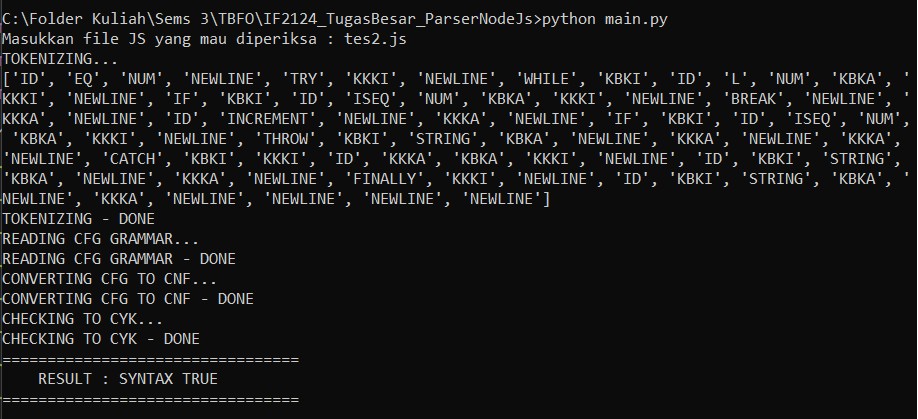 C:\Folder Kuliah\Sems 3\TBFO\IF2124_TugasBesar_ParserNodeJs>python main.py
Masukkan file JS yang mau diperiksa : tes2.js
TOKENIZING...
['ID', 'EQ', 'NUM', 'NEWLINE', 'TRY', 'KKKI', 'NEWLINE', 'WHILE', 'KBKI', 'ID', 'L', 'NUM', 'KBKA', '
KKKI', 'NEWLINE', 'IF', 'KBKI', 'ID', 'ISEQ', 'NUM', 'KBKA', 'KKKI', 'NEWLINE', 'BREAK', 'NEWLINE', '
KKKA', 'NEWLINE', 'ID', 'INCREMENT', 'NEWLINE', 'KKKA', 'NEWLINE', 'IF', 'KBKI', 'ID', 'ISEQ', 'NUM',
 'KBKA', 'KKKI', 'NEWLINE', 'THROW', 'KBKI', 'STRING', 'KBKA', 'NEWLINE', 'KKKA', 'NEWLINE', 'KKKA',
'NEWLINE', 'CATCH', 'KBKI', 'KKKI', 'ID', 'KKKA', 'KBKA', 'KKKI', 'NEWLINE', 'ID', 'KBKI', 'STRING',
'KBKA', 'NEWLINE', 'KKKA', 'NEWLINE', 'FINALLY', 'KKKI', 'NEWLINE', 'ID', 'KBKI', 'STRING', 'KBKA', '
NEWLINE', 'KKKA', 'NEWLINE', 'NEWLINE', 'NEWLINE', 'NEWLINE']
TOKENIZING - DONE
READING CFG GRAMMAR...
READING CFG GRAMMAR - DONE
CONVERTING CFG TO CNF...
CONVERTING CFG TO CNF - DONE
CHECKING TO CYK...
CHECKING TO CYK - DONE
=================================
RESULT : SYNTAX TRUE
=================================